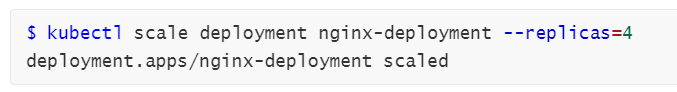 $ kubectl scale deployment nginx-deployment --replicas=4
deployment.apps/nginx-deployment scaled